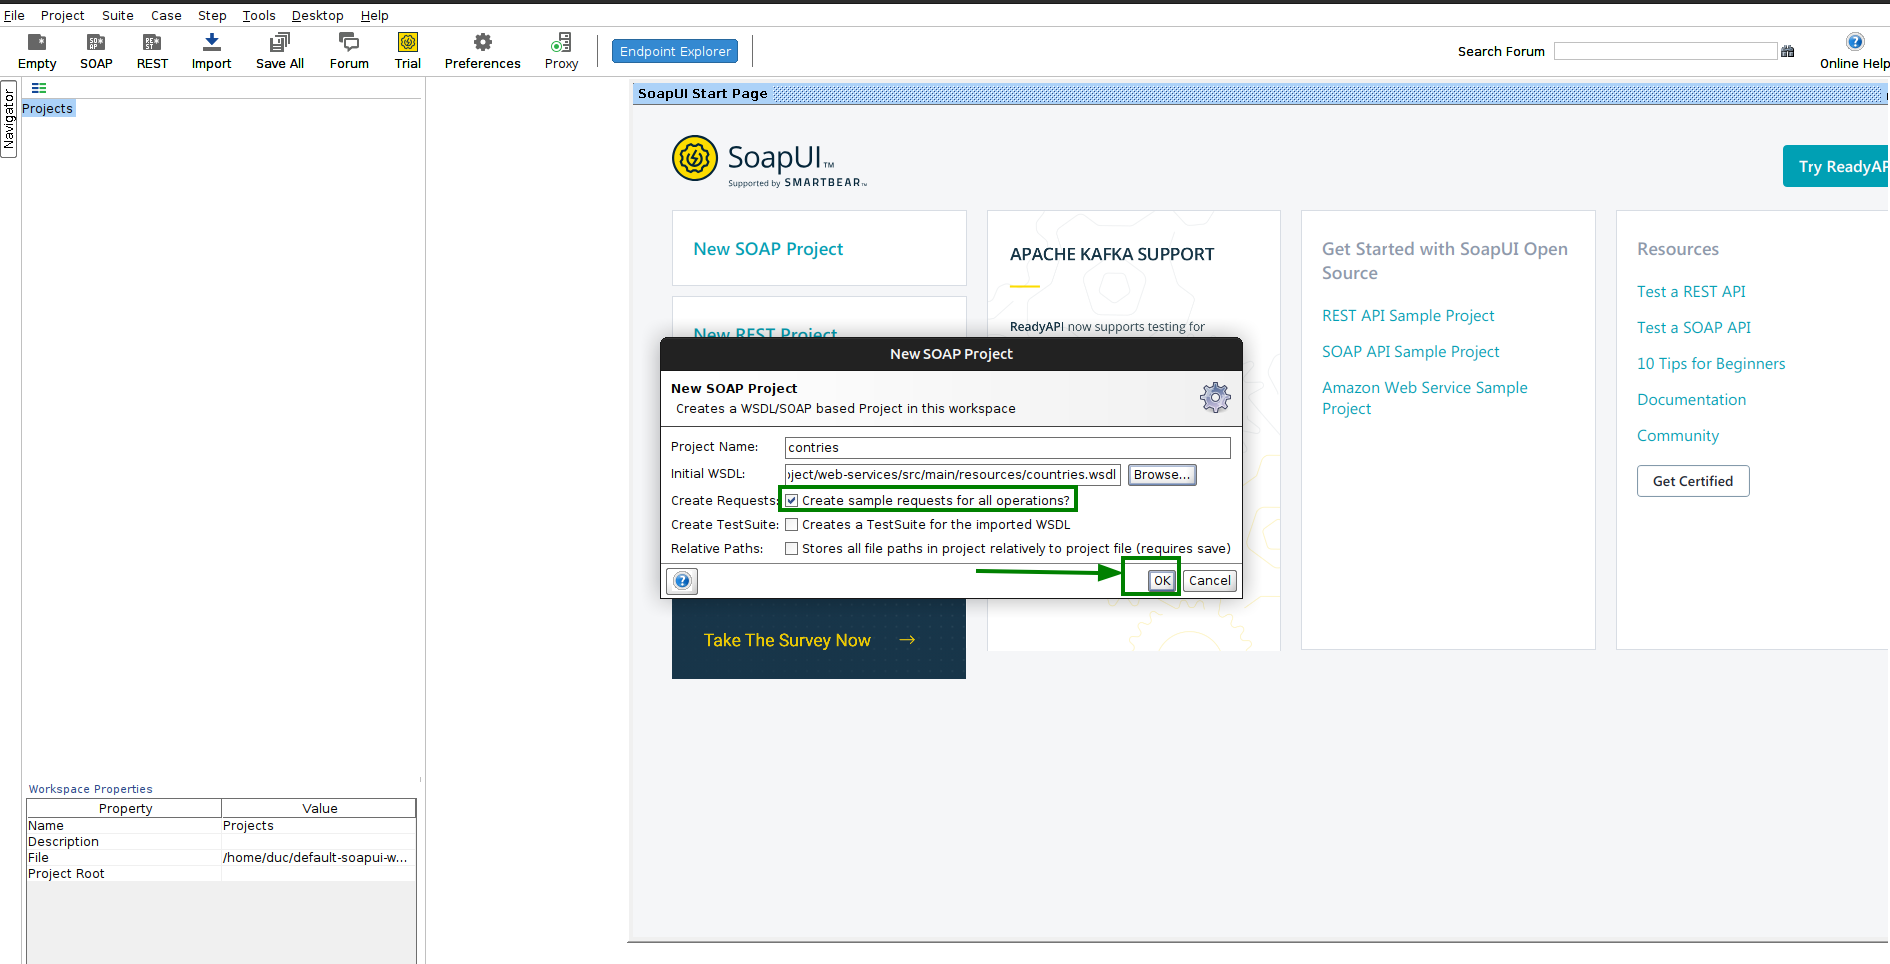 File Project Suite Case Step Tools Desktop Help
Empty SOAP REST Import Save All Forum Trial Preferences Proxy Endpoint Explorer Search Forum Online Help
Navigator
Projects
SoapUI Start Page
SoapUI™
Supported by SMARTBEAR™
Try ReadyAP
New SOAP Project
New REST Project
Take The Survey Now →
APACHE KAFKA SUPPORT
ReadyAPI now supports testing for
Get Started with SoapUI Open
Source
REST API Sample Project
SOAP API Sample Project
Amazon Web Service Sample
Project
Resources
Test a REST API
Test a SOAP API
10 Tips for Beginners
Documentation
Community
Get Certified
New SOAP Project
New SOAP Project
Creates a WSDL/SOAP based Project in this workspace
Project Name: contries
Initial WSDL: oject/web-services/src/main/resources/countries.wsdl Browse...
Create Requests: Create sample requests for all operations?
Create TestSuite: Creates a TestSuite for the imported WSDL
Relative Paths: Stores all file paths in project relatively to project file (requires save)
OK Cancel
Workspace Properties
Property Value
Name Projects
Description
File /home/duc/default-soapui-w...
Project Root